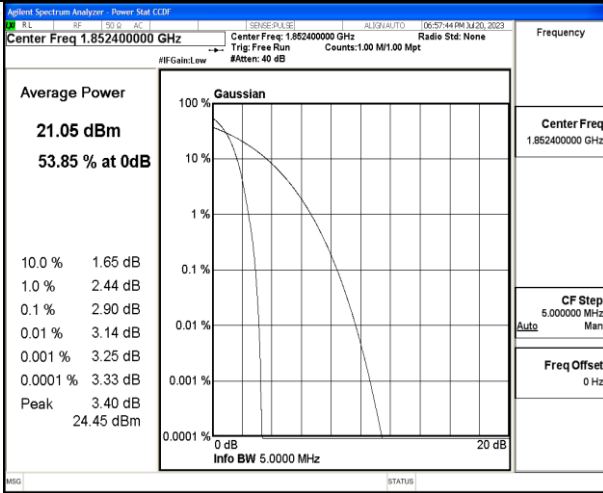 Agilent Spectrum Analyzer - Power Stat CCDF
RL RF 50 Ω AC SENSE:PULSE ALIGNAUTO 06:57:44 PM Jul 20, 2023
Center Freq 1.852400000 GHz
Center Freq: 1.852400000 GHz Radio Std: None
Trig: Free Run Counts:1.00 M/1.00 Mpt
#IFGain:Low #Atten: 40 dB
Frequency
Average Power
21.05 dBm
53.85 % at 0dB
10.0 % 1.65 dB
1.0 % 2.44 dB
0.1 % 2.90 dB
0.01 % 3.14 dB
0.001 % 3.25 dB
0.0001 % 3.33 dB
Peak 3.40 dB
24.45 dBm
Gaussian
100 %
10 %
1 %
0.1 %
0.01 %
0.001 %
0.0001 %
0 dB 20 dB
Info BW 5.0000 MHz
Center Freq
1.852400000 GHz
CF Step
5.000000 MHz
Auto Man
Freq Offset
0 Hz
MSG STATUS